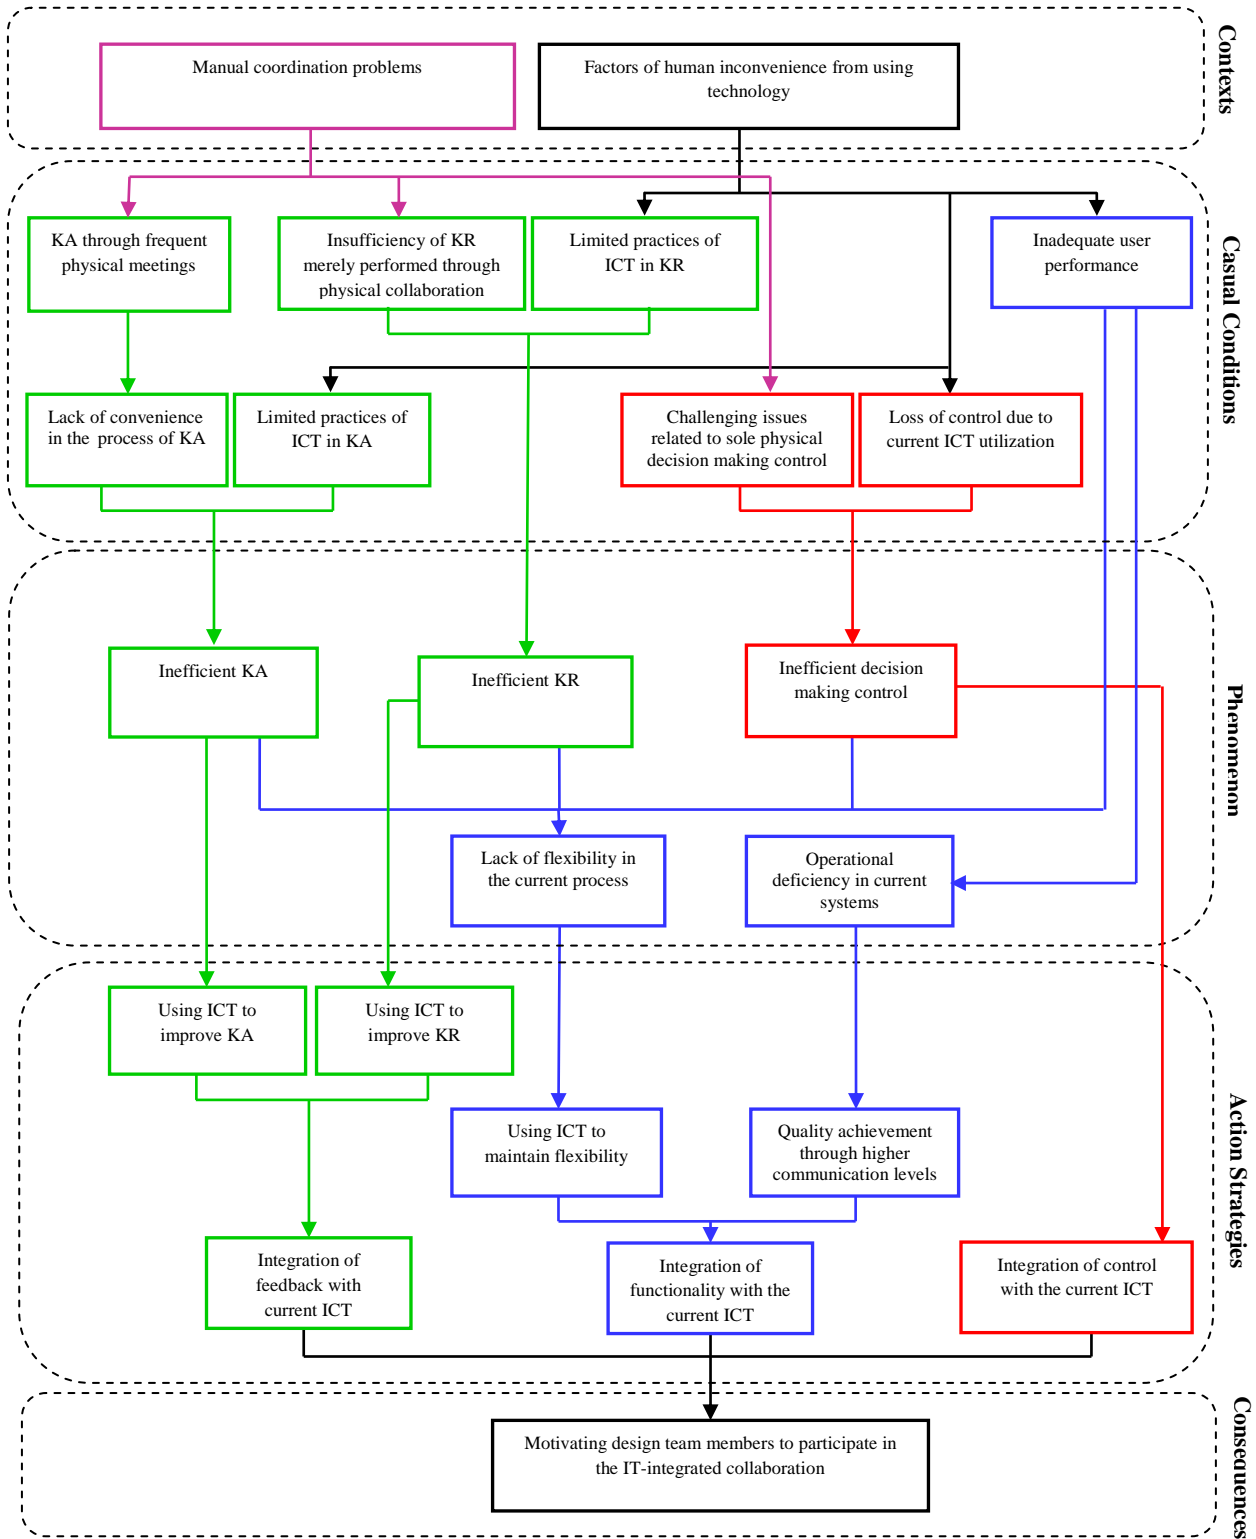 Contexts
Manual coordination problems
Factors of human inconvenience from using
technology
Casual Conditions
KA through frequent
physical meetings
Insufficiency of KR
merely performed through
physical collaboration
Limited practices of
ICT in KR
Inadequate user
performance
Lack of convenience
in the process of KA
Limited practices of
ICT in KA
Challenging issues
related to sole physical
decision making control
Loss of control due to
current ICT utilization
Phenomenon
Inefficient KA
Inefficient KR
Inefficient decision
making control
Lack of flexibility in
the current process
Operational
deficiency in current
systems
Action Strategies
Using ICT to
improve KA
Using ICT to
improve KR
Using ICT to
maintain flexibility
Quality achievement
through higher
communication levels
Integration of
feedback with
current ICT
Integration of
functionality with the
current ICT
Integration of control
with the current ICT
Consequences
Motivating design team members to participate in
the IT-integrated collaboration